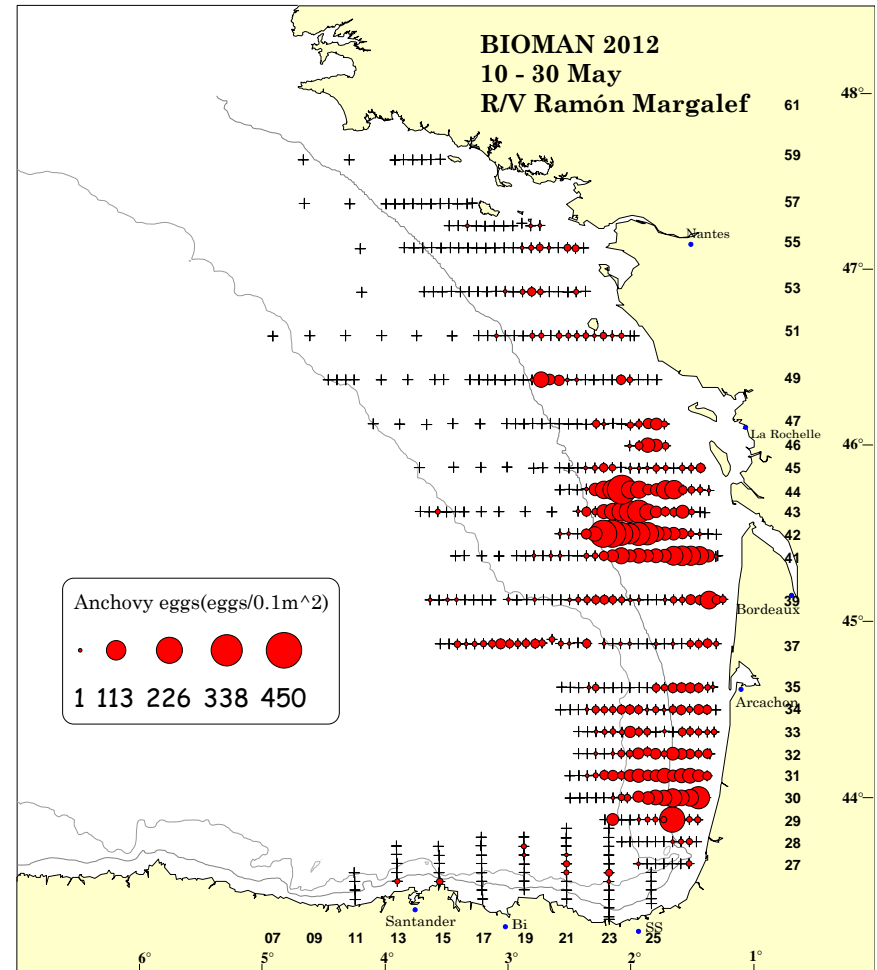 BIOMAN 2012
10 - 30 May
R/V Ramón Margalef
61
48°
59
57
Nantes
55
47°
53
51
49
47
La Rochelle
46
46°
45
44
43
42
41
Anchovy eggs(eggs/0.1m^2)
1 113 226 338 450
39
Bordeaux
45°
37
35
Arcachon
34
33
32
31
30
44°
29
28
27
Santander
Bi
SS
07 09 11 13 15 17 19 21 23 25
6° 5° 4° 3° 2° 1°